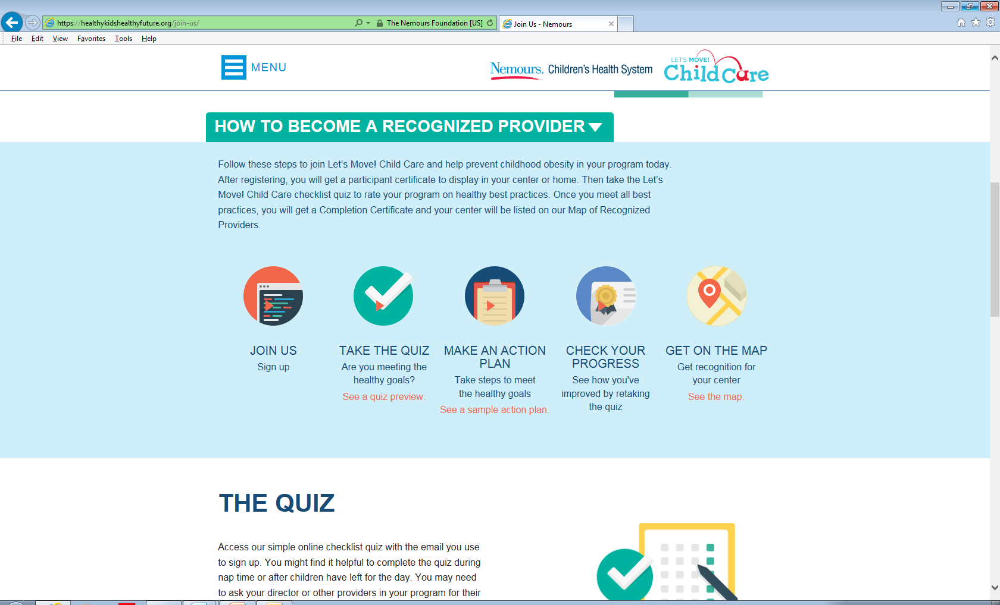 https://healthykidshealthyfuture.org/join-us/
The Nemours Foundation [US]
Join Us - Nemours
File Edit View Favorites Tools Help
MENU
Nemours. Children's Health System
LET'S MOVE!
Child Care
HOW TO BECOME A RECOGNIZED PROVIDER
Follow these steps to join Let's Move! Child Care and help prevent childhood obesity in your program today.
After registering, you will get a participant certificate to display in your center or home. Then take the Let's
Move! Child Care checklist quiz to rate your program on healthy best practices. Once you meet all best
practices, you will get a Completion Certificate and your center will be listed on our Map of Recognized
Providers.
JOIN US
Sign up
TAKE THE QUIZ
Are you meeting the
healthy goals?
See a quiz preview.
MAKE AN ACTION
PLAN
Take steps to meet
the healthy goals
See a sample action plan.
CHECK YOUR
PROGRESS
See how you've
improved by retaking
the quiz
GET ON THE MAP
Get recognition for
your center
See the map.
THE QUIZ
Access our simple online checklist quiz with the email you use
to sign up. You might find it helpful to complete the quiz during
nap time or after children have left for the day. You may need
to ask your director or other providers in your program for their